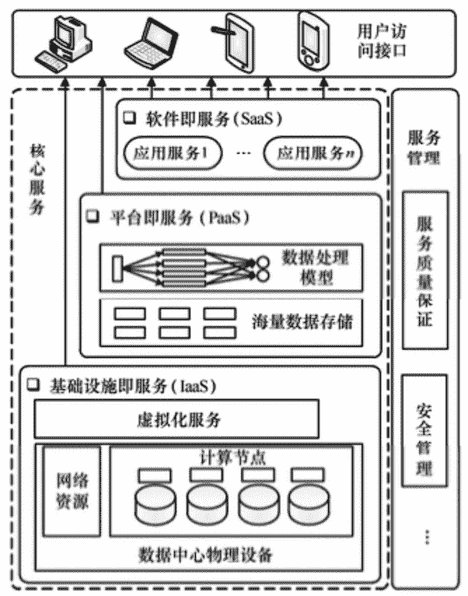 用户访
问接口
核心服务
❑ 软件即服务(SaaS)
应用服务1 … 应用服务n
❑ 平台即服务(PaaS)
数据处理
模型
海量数据存储
❑ 基础设施即服务(IaaS)
虚拟化服务
网络
资源
计算节点
数据中心物理设备
服务
管理
服务质量保证
安全
管理
…